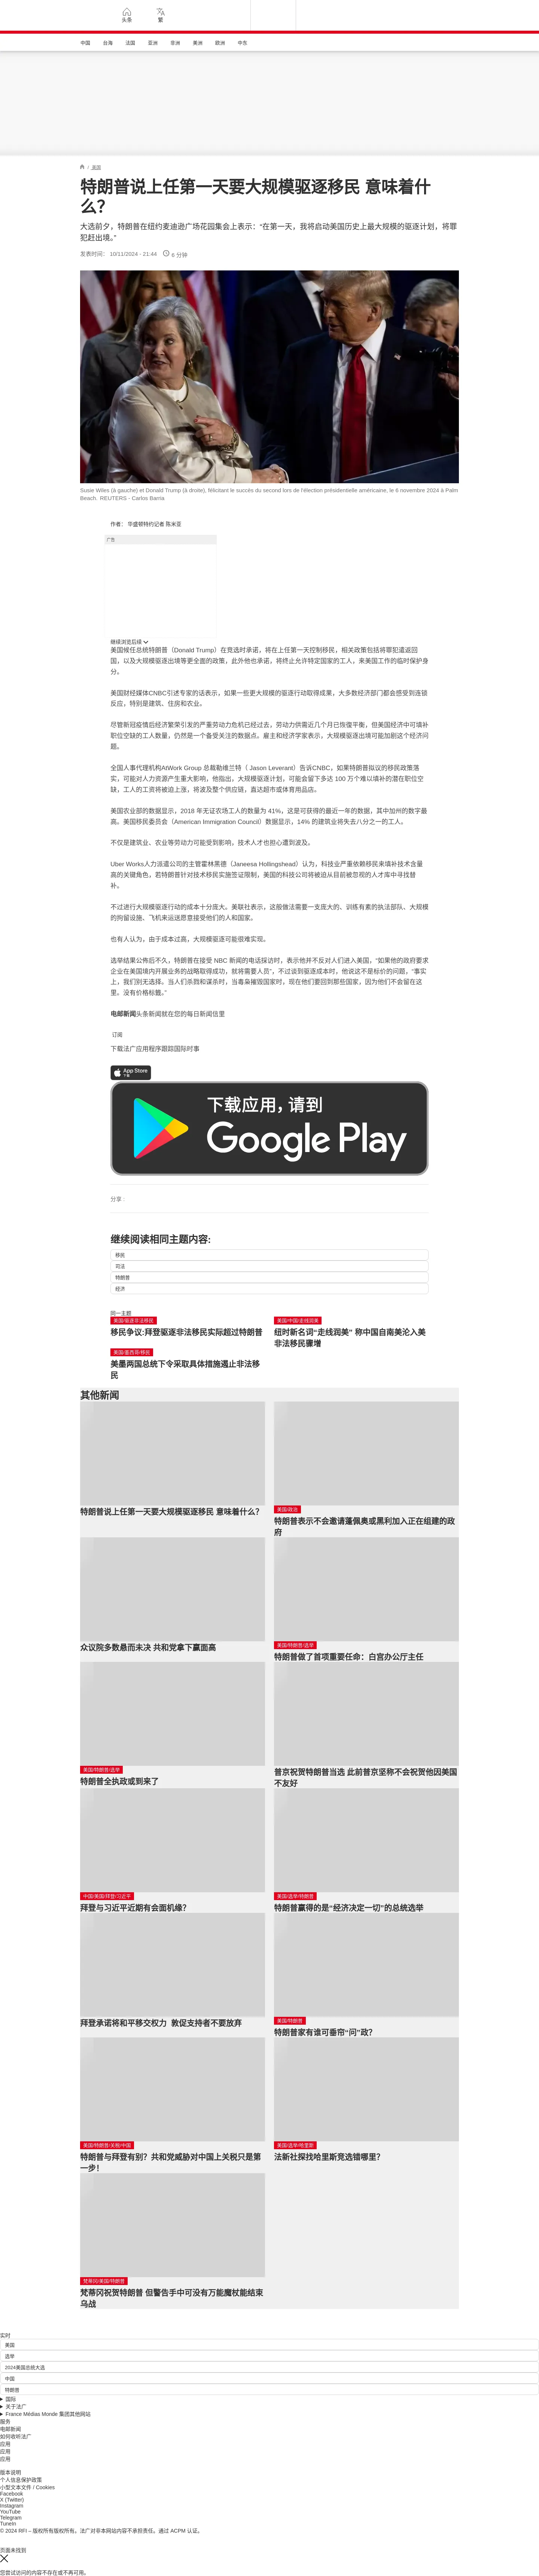 头条
繁
中国
台海
法国
亚洲
非洲
美洲
欧洲
中东
/ 美国
特朗普说上任第一天要大规模驱逐移民 意味着什
么？
大选前夕，特朗普在纽约麦迪逊广场花园集会上表示：“在第一天，我将启动美国历史上最大规模的驱逐计划，将罪
犯赶出境。”
发表时间： 10/11/2024 - 21:44 6 分钟
Susie Wiles (à gauche) et Donald Trump (à droite), félicitant le succès du second lors de l'élection présidentielle américaine, le 6 novembre 2024 à Palm
Beach. REUTERS - Carlos Barria
作者： 华盛顿特约记者 陈米亚
广告
继续浏览后续
美国候任总统特朗普（Donald Trump）在竞选时承诺，将在上任第一天控制移民，相关政策包括将罪犯遣返回
国，以及大规模驱逐出境等更全面的政策，此外他也承诺，将终止允许特定国家的工人，来美国工作的临时保护身
分。
美国财经媒体CNBC引述专家的话表示，如果一些更大规模的驱逐行动取得成果，大多数经济部门都会感受到连锁
反应，特别是建筑、住房和农业。
尽管新冠疫情后经济繁荣引发的严重劳动力危机已经过去，劳动力供需近几个月已恢复平衡，但美国经济中可填补
职位空缺的工人数量，仍然是一个备受关注的数据点。雇主和经济学家表示，大规模驱逐出境可能加剧这个经济问
题。
全国人事代理机构AtWork Group 总裁勒维兰特（ Jason Leverant）告诉CNBC，如果特朗普拟议的移民政策落
实，可能对人力资源产生重大影响，他指出，大规模驱逐计划，可能会留下多达 100 万个难以填补的潜在职位空
缺，工人的工资将被迫上涨，将波及整个供应链，直达超市或体育用品店。
美国农业部的数据显示，2018 年无证农场工人的数量为 41%，这是可获得的最近一年的数据，其中加州的数字最
高。美国移民委员会（American Immigration Council）数据显示，14% 的建筑业将失去八分之一的工人。
不仅是建筑业、农业等劳动力可能受到影响，技术人才也担心遭到波及。
Uber Works人力派遣公司的主管霍林黑德（Janeesa Hollingshead）认为，科技业严重依赖移民来填补技术含量
高的关键角色，若特朗普针对技术移民实施签证限制，美国的科技公司将被迫从目前被忽视的人才库中寻找替
补。
不过进行大规模驱逐行动的成本十分庞大。美联社表示，这般做法需要一支庞大的、训练有素的执法部队、大规模
的拘留设施、飞机来运送愿意接受他们的人和国家。
也有人认为，由于成本过高，大规模驱逐可能很难实现。
选举结果公佈后不久，特朗普在接受 NBC 新闻的电话採访时，表示他并不反对人们进入美国，“如果他的政府要求
企业在美国境内开展业务的战略取得成功，就将需要人员”，不过谈到驱逐成本时，他说这不是标价的问题，“事实
上，我们别无选择。当人们杀戮和谋杀时，当毒枭摧毁国家时，现在他们要回到那些国家，因为他们不会留在这
里。没有价格标籤。”
电邮新闻头条新闻就在您的每日新闻信里
订阅
下载法广应用程序跟踪国际时事
App Store
下载
下载应用，请到
Google Play
分享 :
继续阅读相同主题内容:
移民
司法
特朗普
经济
同一主题
美国/驱逐非法移民
移民争议:拜登驱逐非法移民实际超过特朗普
美国/中国/走线润美
纽时新名词“走线润美” 称中国自南美沦入美
非法移民骤增
美国/墨西哥/移民
美墨两国总统下令采取具体措施遏止非法移
民
其他新闻
特朗普说上任第一天要大规模驱逐移民 意味着什么？
美国/政治
特朗普表示不会邀请蓬佩奥或黑利加入正在组建的政
府
众议院多数悬而未决 共和党拿下赢面高
美国/特朗普/选举
特朗普做了首项重要任命：白宫办公厅主任
美国/特朗普/选举
特朗普全执政或到来了
普京祝贺特朗普当选 此前普京坚称不会祝贺他因美国
不友好
中国/美国/拜登/习近平
拜登与习近平近期有会面机缘？
美国/选举/特朗普
特朗普赢得的是“经济决定一切”的总统选举
拜登承诺将和平移交权力 敦促支持者不要放弃
美国/特朗普
特朗普家有谁可垂帘“问”政？
美国/特朗普/关税/中国
特朗普与拜登有别？共和党威胁对中国上关税只是第
一步！
美国/选举/哈里斯
法新社探找哈里斯竞选错哪里？
梵蒂冈/美国/特朗普
梵蒂冈祝贺特朗普 但警告手中可没有万能魔杖能结束
乌战
实时
美国
选举
2024美国总统大选
中国
特朗普
国际
关于法广
France Médias Monde 集团其他网站
服务
电邮新闻
如何收听法广
应用
应用
应用
版本说明
个人信息保护政策
小型文本文件 / Cookies
Facebook
X (Twitter)
Instagram
YouTube
Telegram
TuneIn
© 2024 RFI – 版权所有版权所有。法广对非本网站内容不承担责任。通过 ACPM 认证。
页面未找到
您尝试访问的内容不存在或不再可用。